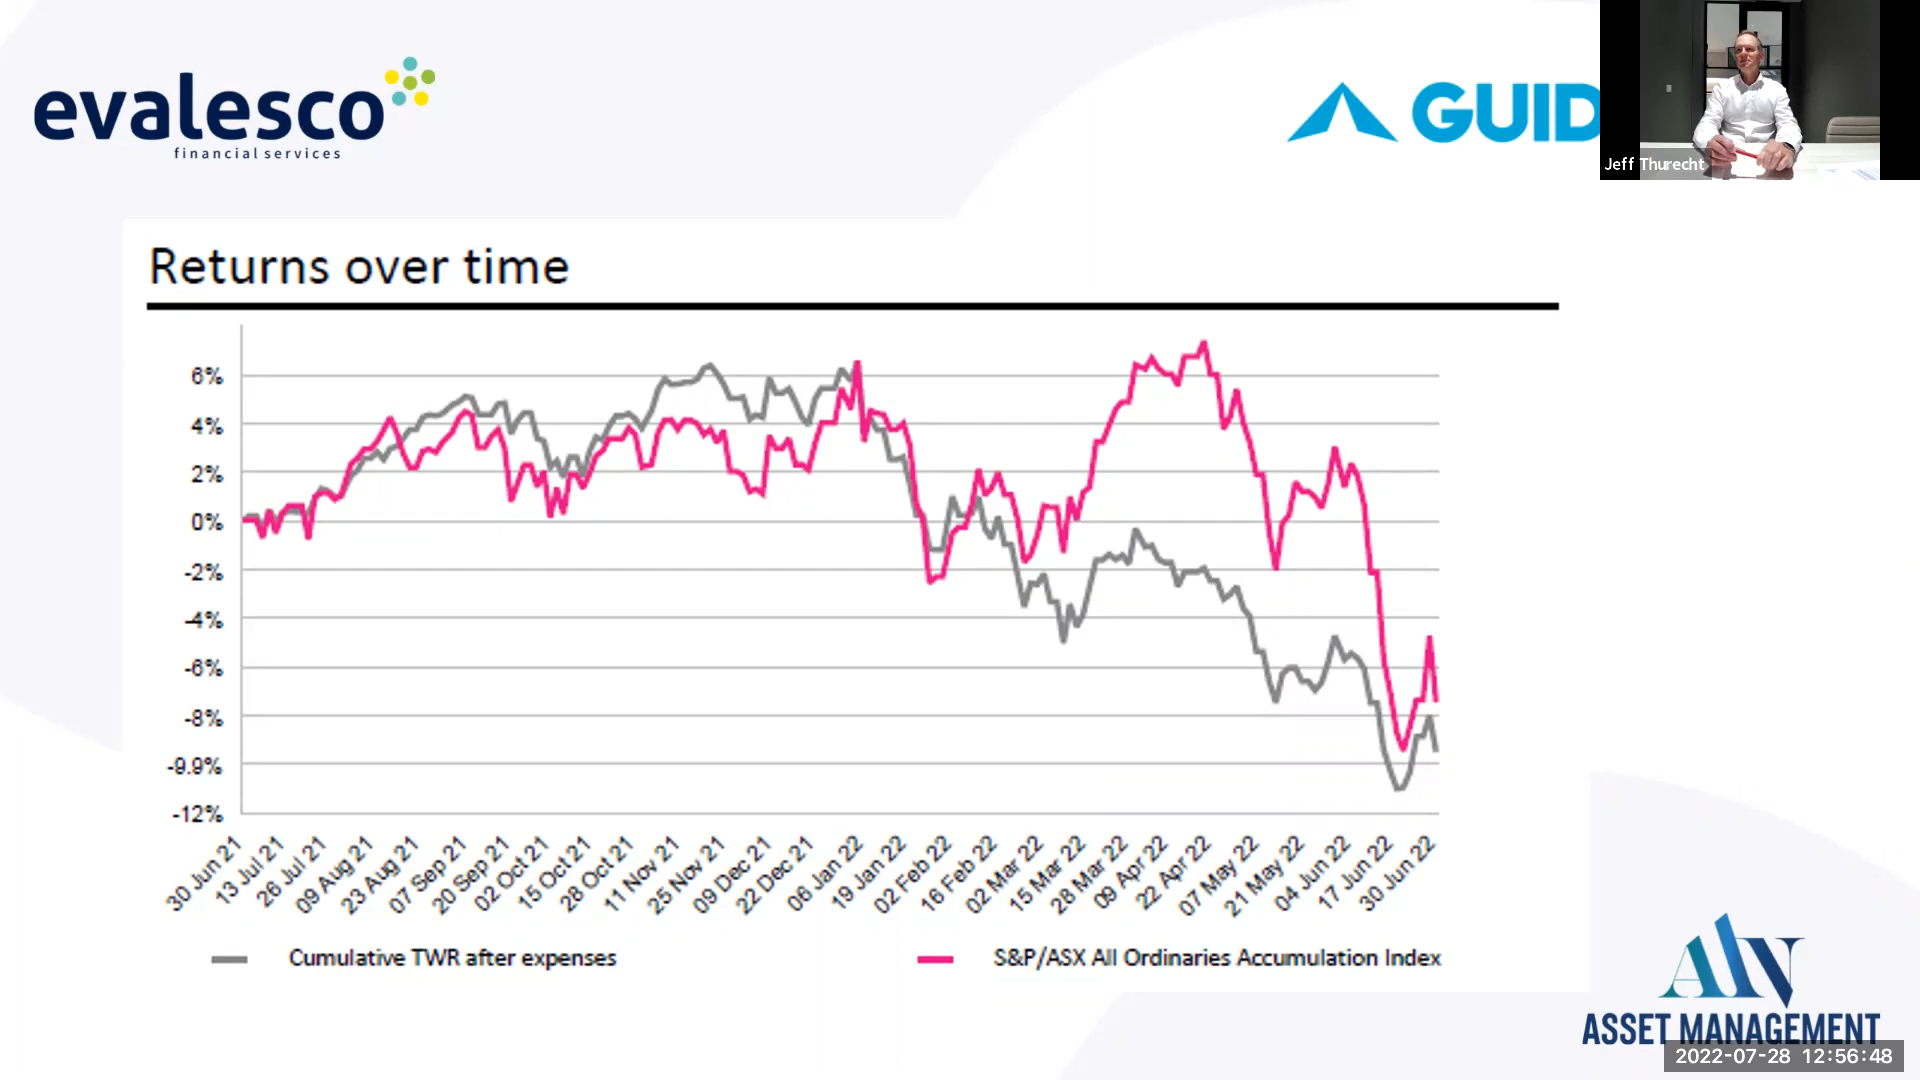 evalesco
financial services
GUID
Jeff Thurecht
Returns over time
6%
4%
2%
0%
-2%
-4%
-6%
-8%
-9.9%
-12%
30 Jun 21
13 Jul 21
26 Jul 21
09 Aug 21
23 Aug 21
07 Sep 21
20 Sep 21
02 Oct 21
15 Oct 21
28 Oct 21
11 Nov 21
25 Nov 21
09 Dec 21
22 Dec 21
06 Jan 22
19 Jan 22
02 Feb 22
16 Feb 22
02 Mar 22
15 Mar 22
28 Mar 22
09 Apr 22
22 Apr 22
07 May 22
21 May 22
04 Jun 22
17 Jun 22
30 Jun 22
Cumulative TWR after expenses
S&P/ASX All Ordinaries Accumulation Index
ASSET MANAGEMENT
2022-07-28 12:56:48